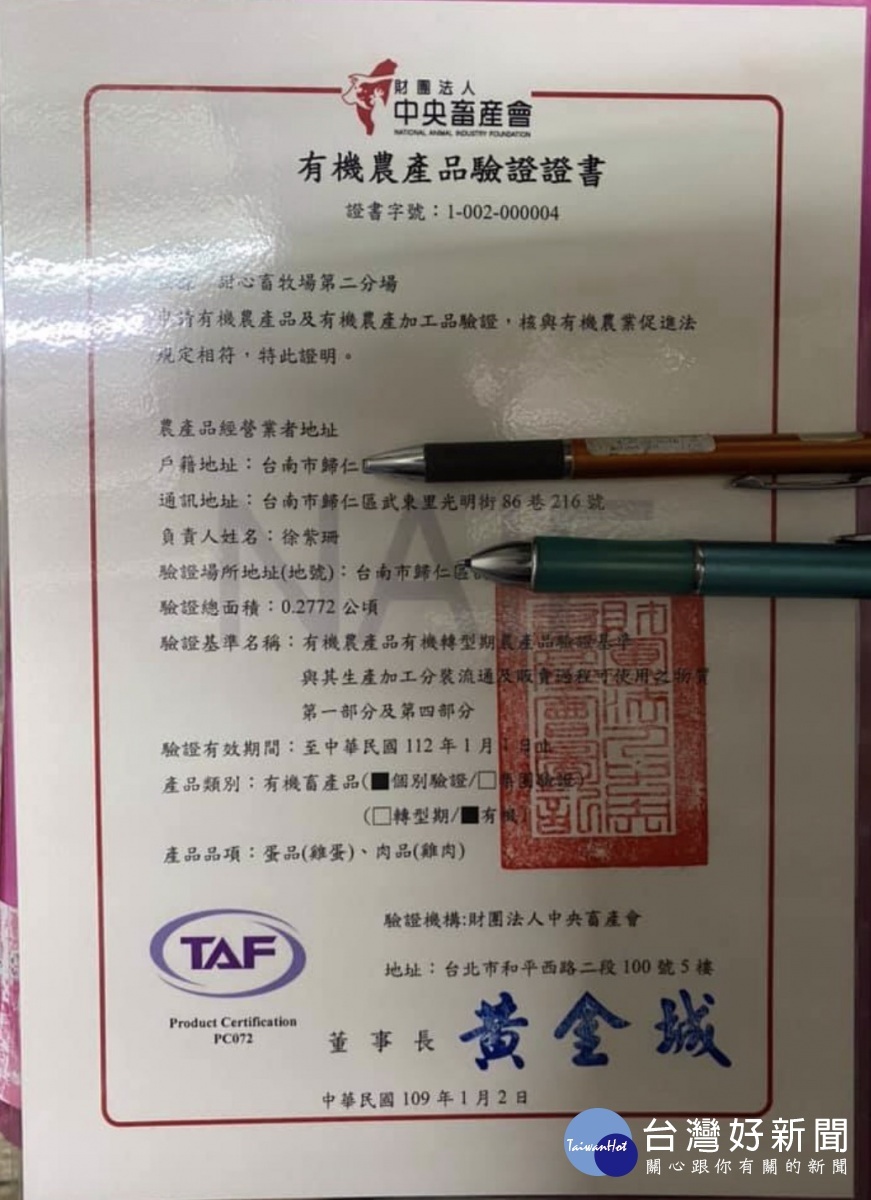 財團法人
中央畜產會
NATIONAL ANIMAL INDUSTRY FOUNDATION
有機農產品驗證證書
證書字號：1-002-000004
甜心畜牧場第二分場
申請有機農產品及有機農產加工品驗證，核與有機農業促進法
規定相符，特此證明。
農產品經營業者地址
戶籍地址：台南市歸仁
通訊地址：台南市歸仁區武東里光明街86巷216號
負責人姓名：徐紫珊
驗證場所地址(地號)：台南市歸仁區
驗證總面積：0.2772公頃
驗證基準名稱：有機農產品有機轉型期農產品驗證基準
與其生產加工分裝流通及販賣過程可使用之物質
第一部分及第四部分
驗證有效期間：至中華民國112年1月1日止
產品類別：有機畜產品(■個別驗證/□集團驗證)
(□轉型期/■有機)
產品品項：蛋品(雞蛋)、肉品(雞肉)
驗證機構:財團法人中央畜產會
TAF
地址：台北市和平西路二段100號5樓
Product Certification
PC072
董事長 黃金城
中華民國109年1月2日
TaiwanHot
台灣好新聞
關心跟你有關的新聞